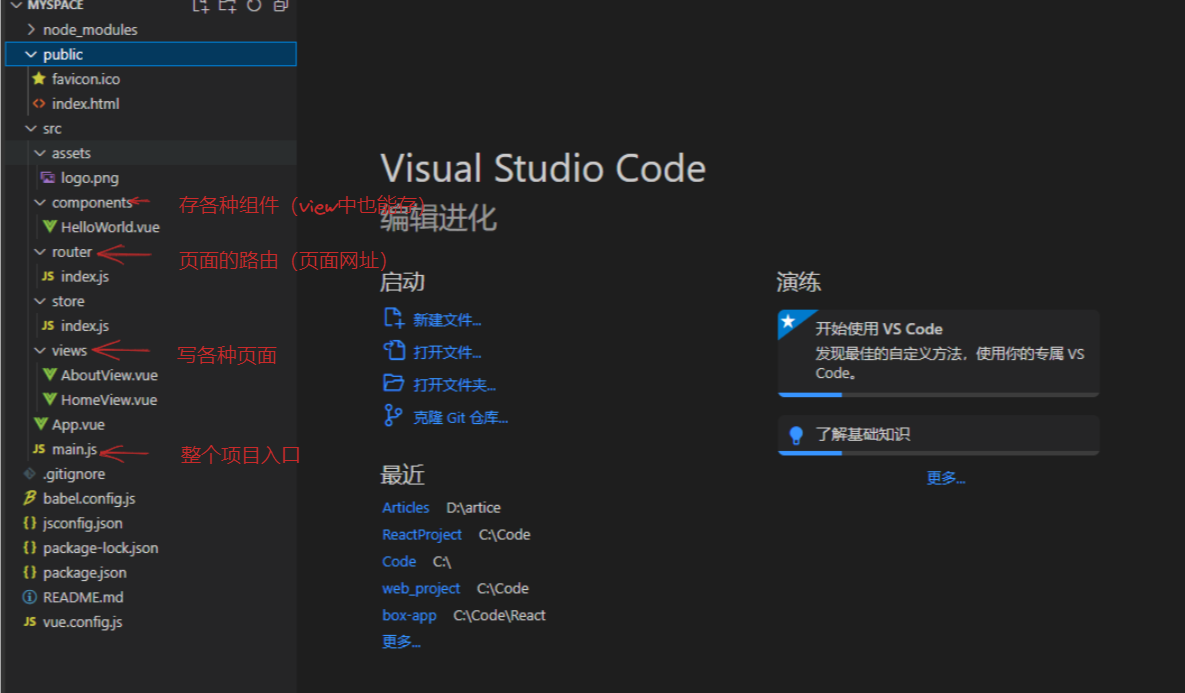 MYSPACE
node_modules
public
favicon.ico
index.html
src
assets
logo.png
components
存各种组件（view中也能存）
HelloWorld.vue
router
页面的路由（页面网址）
JS index.js
store
JS index.js
views
写各种页面
AboutView.vue
HomeView.vue
App.vue
JS main.js
整个项目入口
.gitignore
babel.config.js
{} jsconfig.json
{} package-lock.json
{} package.json
README.md
JS vue.config.js
Visual Studio Code
编辑进化
启动
新建文件...
打开文件...
打开文件夹...
克隆 Git 仓库...
最近
Articles D:\artice
ReactProject C:\Code
Code C:\
web_project C:\Code
box-app C:\Code\React
更多...
演练
开始使用 VS Code
发现最佳的自定义方法，使用你的专属 VS
Code。
了解基础知识
更多...